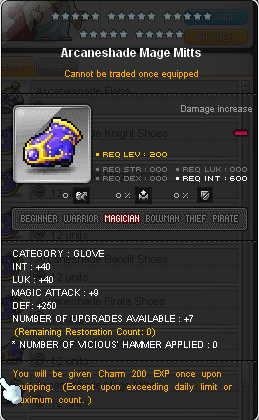 Arcaneshade Mage Mitts
Cannot be traded once equipped
Damage increase
REQ LEV : 200
REQ STR : 000 REQ LUK : 000
REQ DEX : 000 REQ INT : 600
0 0% 0%
BEGINNER WARRIOR MAGICIAN BOWMAN THIEF PIRATE
CATEGORY : GLOVE
INT : +40
LUK : +40
MAGIC ATTACK : +9
DEF: +250
NUMBER OF UPGRADES AVAILABLE : +7
(Remaining Restoration Count: 0)
* NUMBER OF VICIOUS' HAMMER APPLIED : 0
You will be given Charm 200 EXP once upon
equipping. (Except upon exceeding daily limit or
maximum count. )